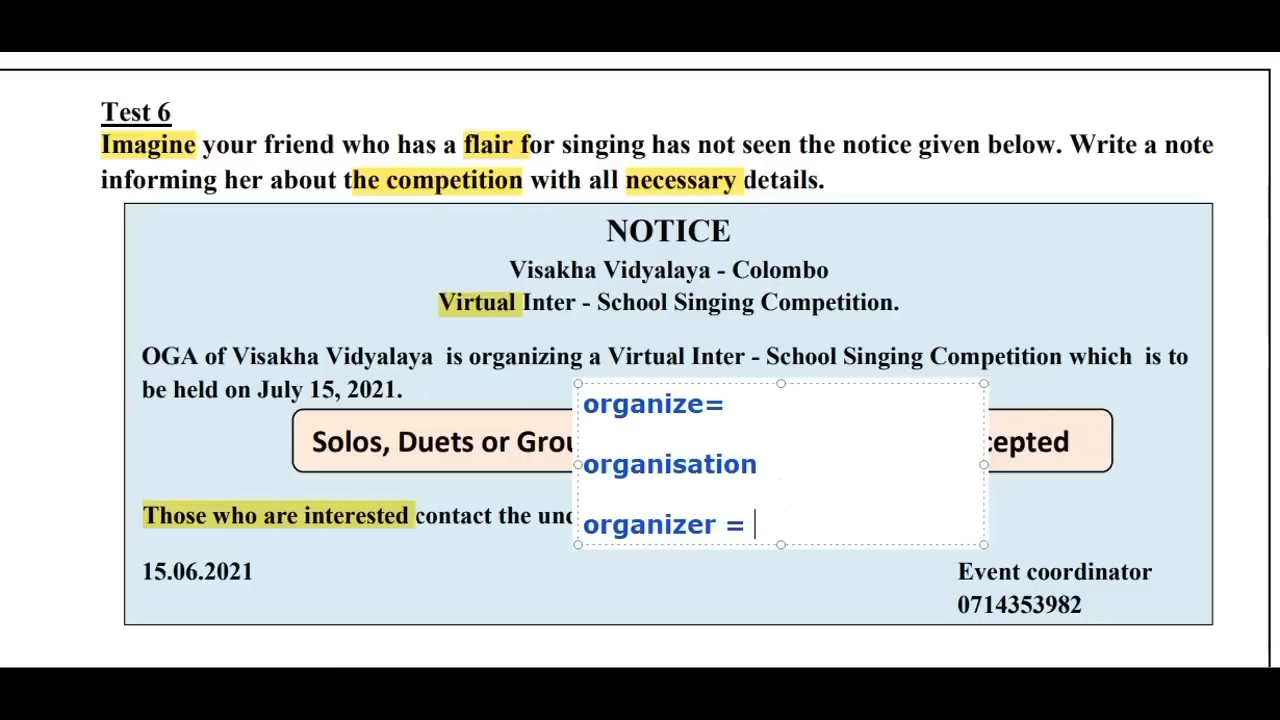 Test 6
Imagine your friend who has a flair for singing has not seen the notice given below. Write a note
informing her about the competition with all necessary details.
NOTICE
Visakha Vidyalaya - Colombo
Virtual Inter - School Singing Competition.
OGA of Visakha Vidyalaya is organizing a Virtual Inter - School Singing Competition which is to
be held on July 15, 2021.
organize=
Solos, Duets or
organisation
Those who are interested contact the
organizer =
15.06.2021
Event coordinator
0714353982